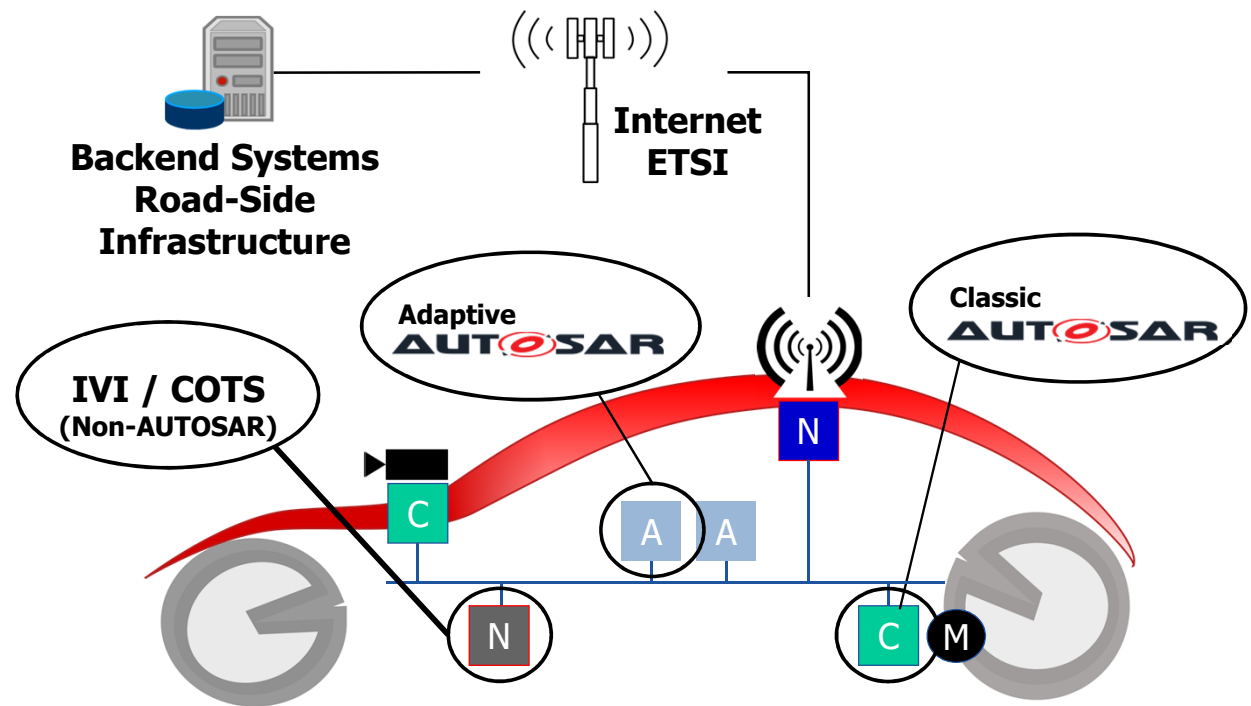 Internet
ETSI
Backend Systems
Road-Side
Infrastructure
Adaptive
AUTOSAR
Classic
AUTOSAR
IVI / COTS
(Non-AUTOSAR)
N
C
A
A
N
C
M